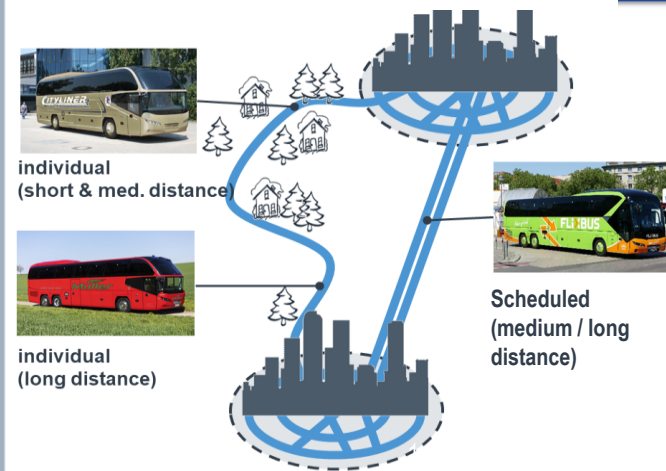 CITYLINER
individual
(short & med. distance)
individual
(long distance)
FLiXBUS
Scheduled
(medium / long
distance)